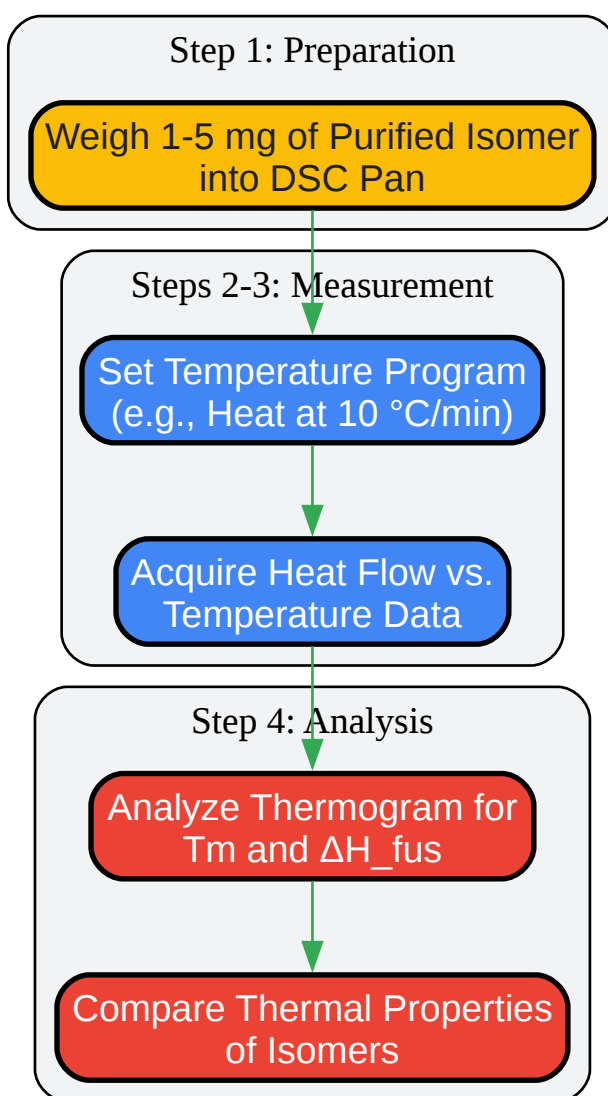 Step 1: Preparation
Weigh 1-5 mg of Purified Isomer
into DSC Pan
Steps 2-3: Measurement
Set Temperature Program
(e.g., Heat at 10 °C/min)
Acquire Heat Flow vs.
Temperature Data
Step 4: Analysis
Analyze Thermogram for
Tm and ΔH_fus
Compare Thermal Properties
of Isomers